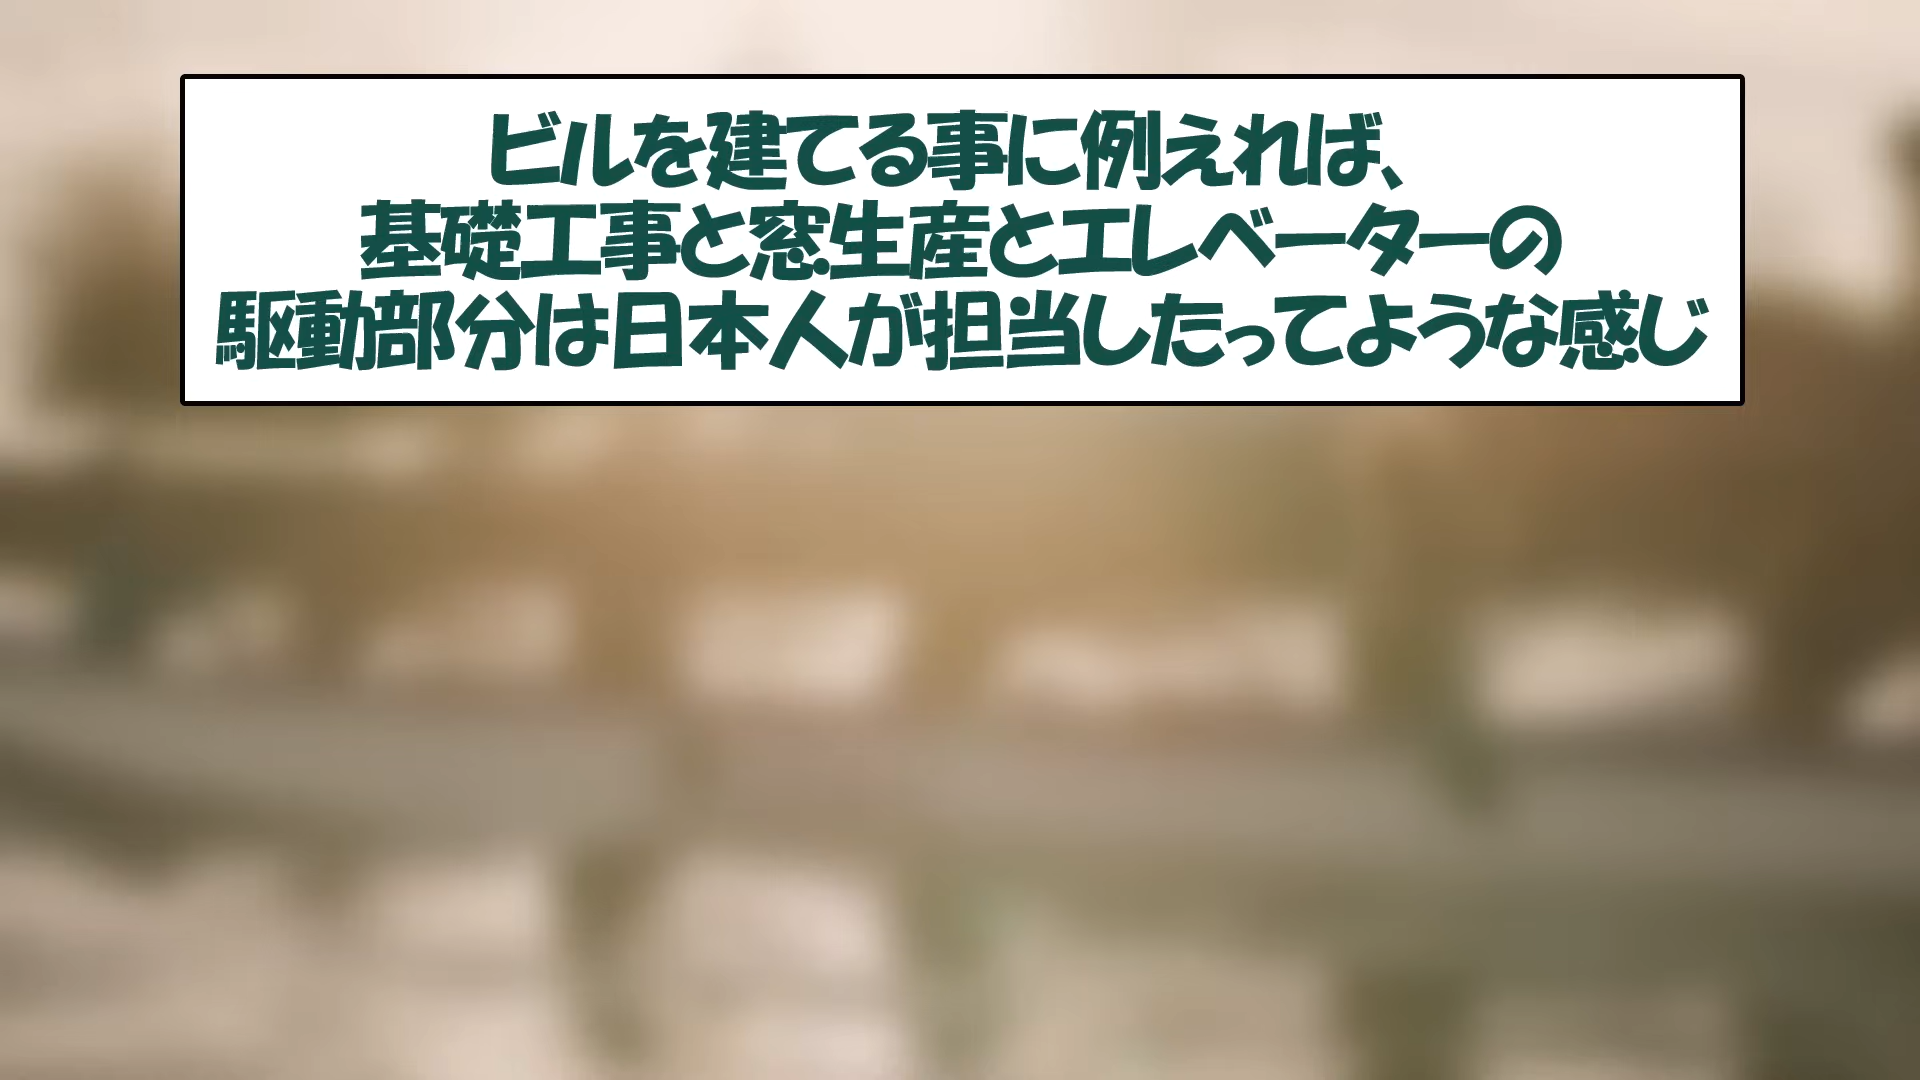 ビルを建てる事に例えれば、
基礎工事と窓生産とエレベーターの
駆動部分は日本人が担当したってような感じ